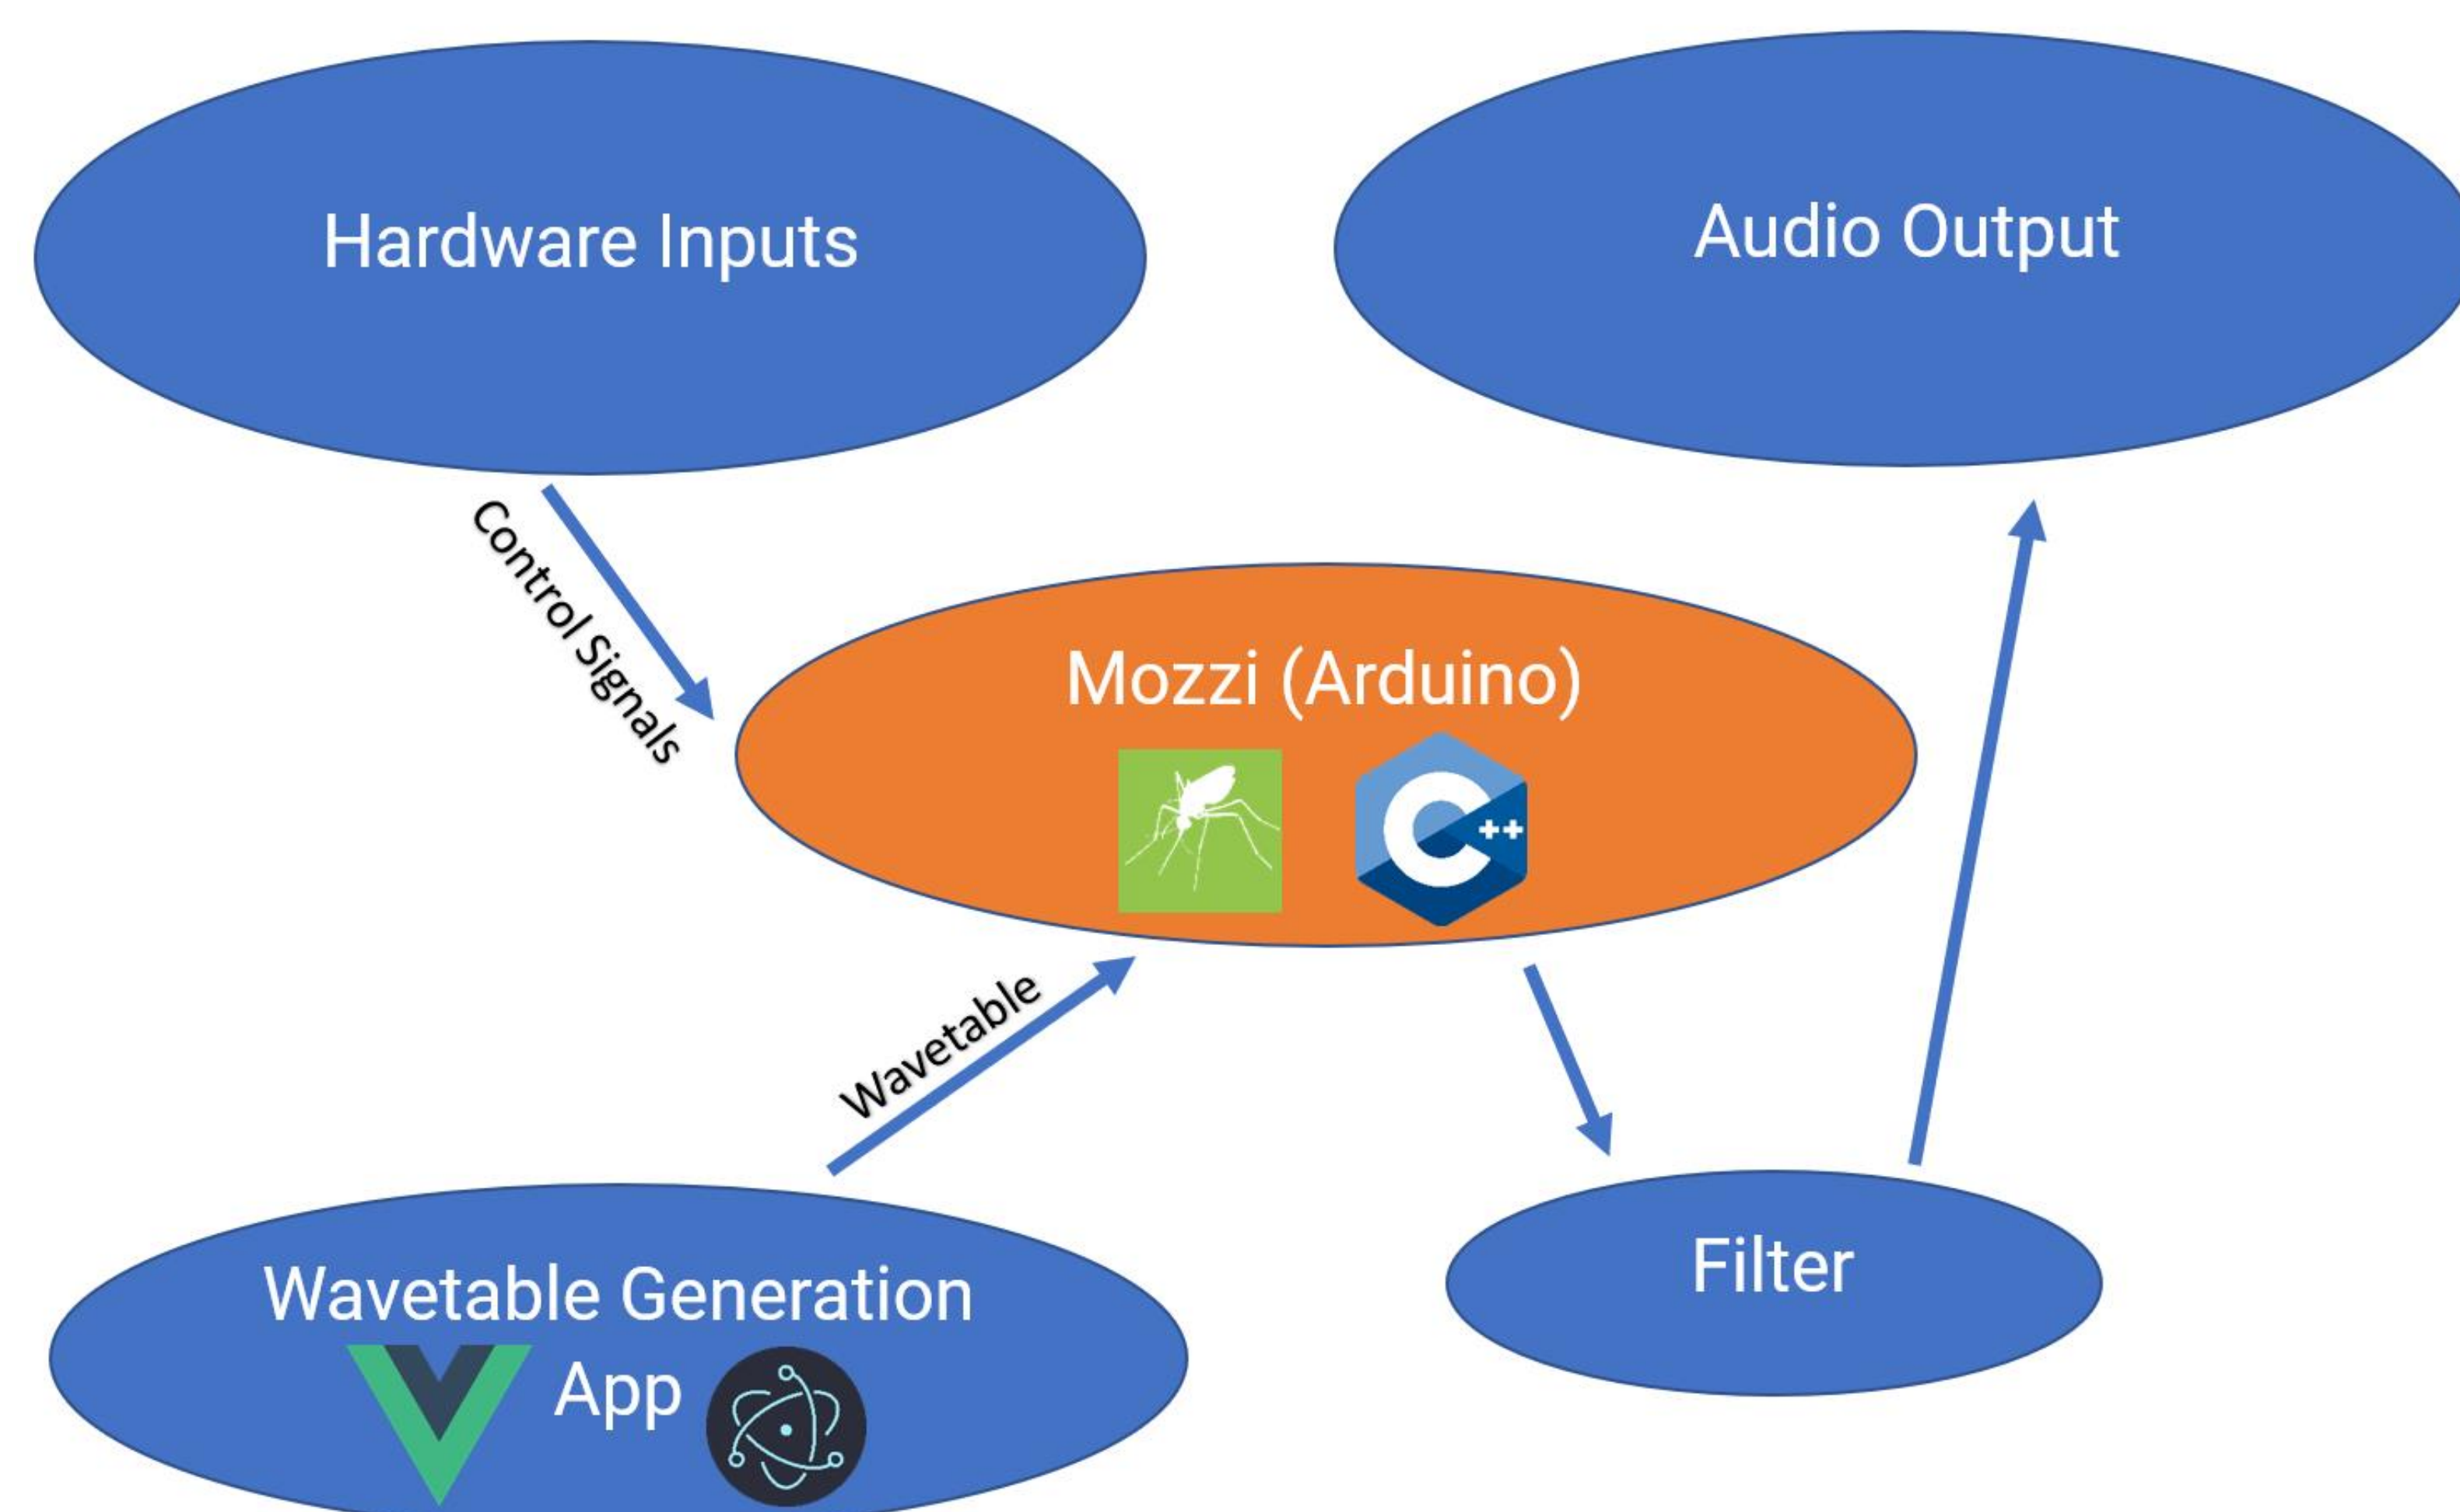 Hardware Inputs
Audio Output
Control Signals
Mozzi (Arduino)
C++
Wavetable
Wavetable Generation
App
Filter